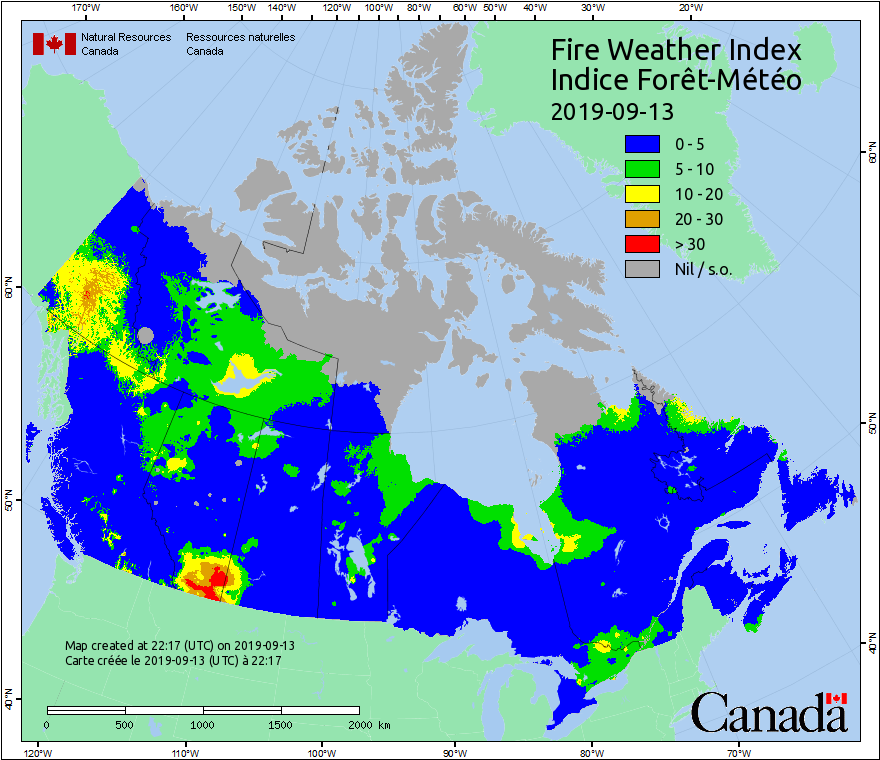 170°W 160°W 150°W 140°W 120°W 100°W 80°W 60°W 50°W 40°W 30°W 20°W
Natural Resources Ressources naturelles
Canada Canada
Fire Weather Index
Indice Forêt-Météo
2019-09-13
0 - 5
5 - 10
10 - 20
20 - 30
> 30
Nil / s.o.
60°N
60°N
50°N
50°N
40°N
40°N
Map created at 22:17 (UTC) on 2019-09-13
Carte créée le 2019-09-13 (UTC) à 22:17
0 500 1000 1500 2000 km
Canada
120°W 110°W 100°W 90°W 80°W 70°W